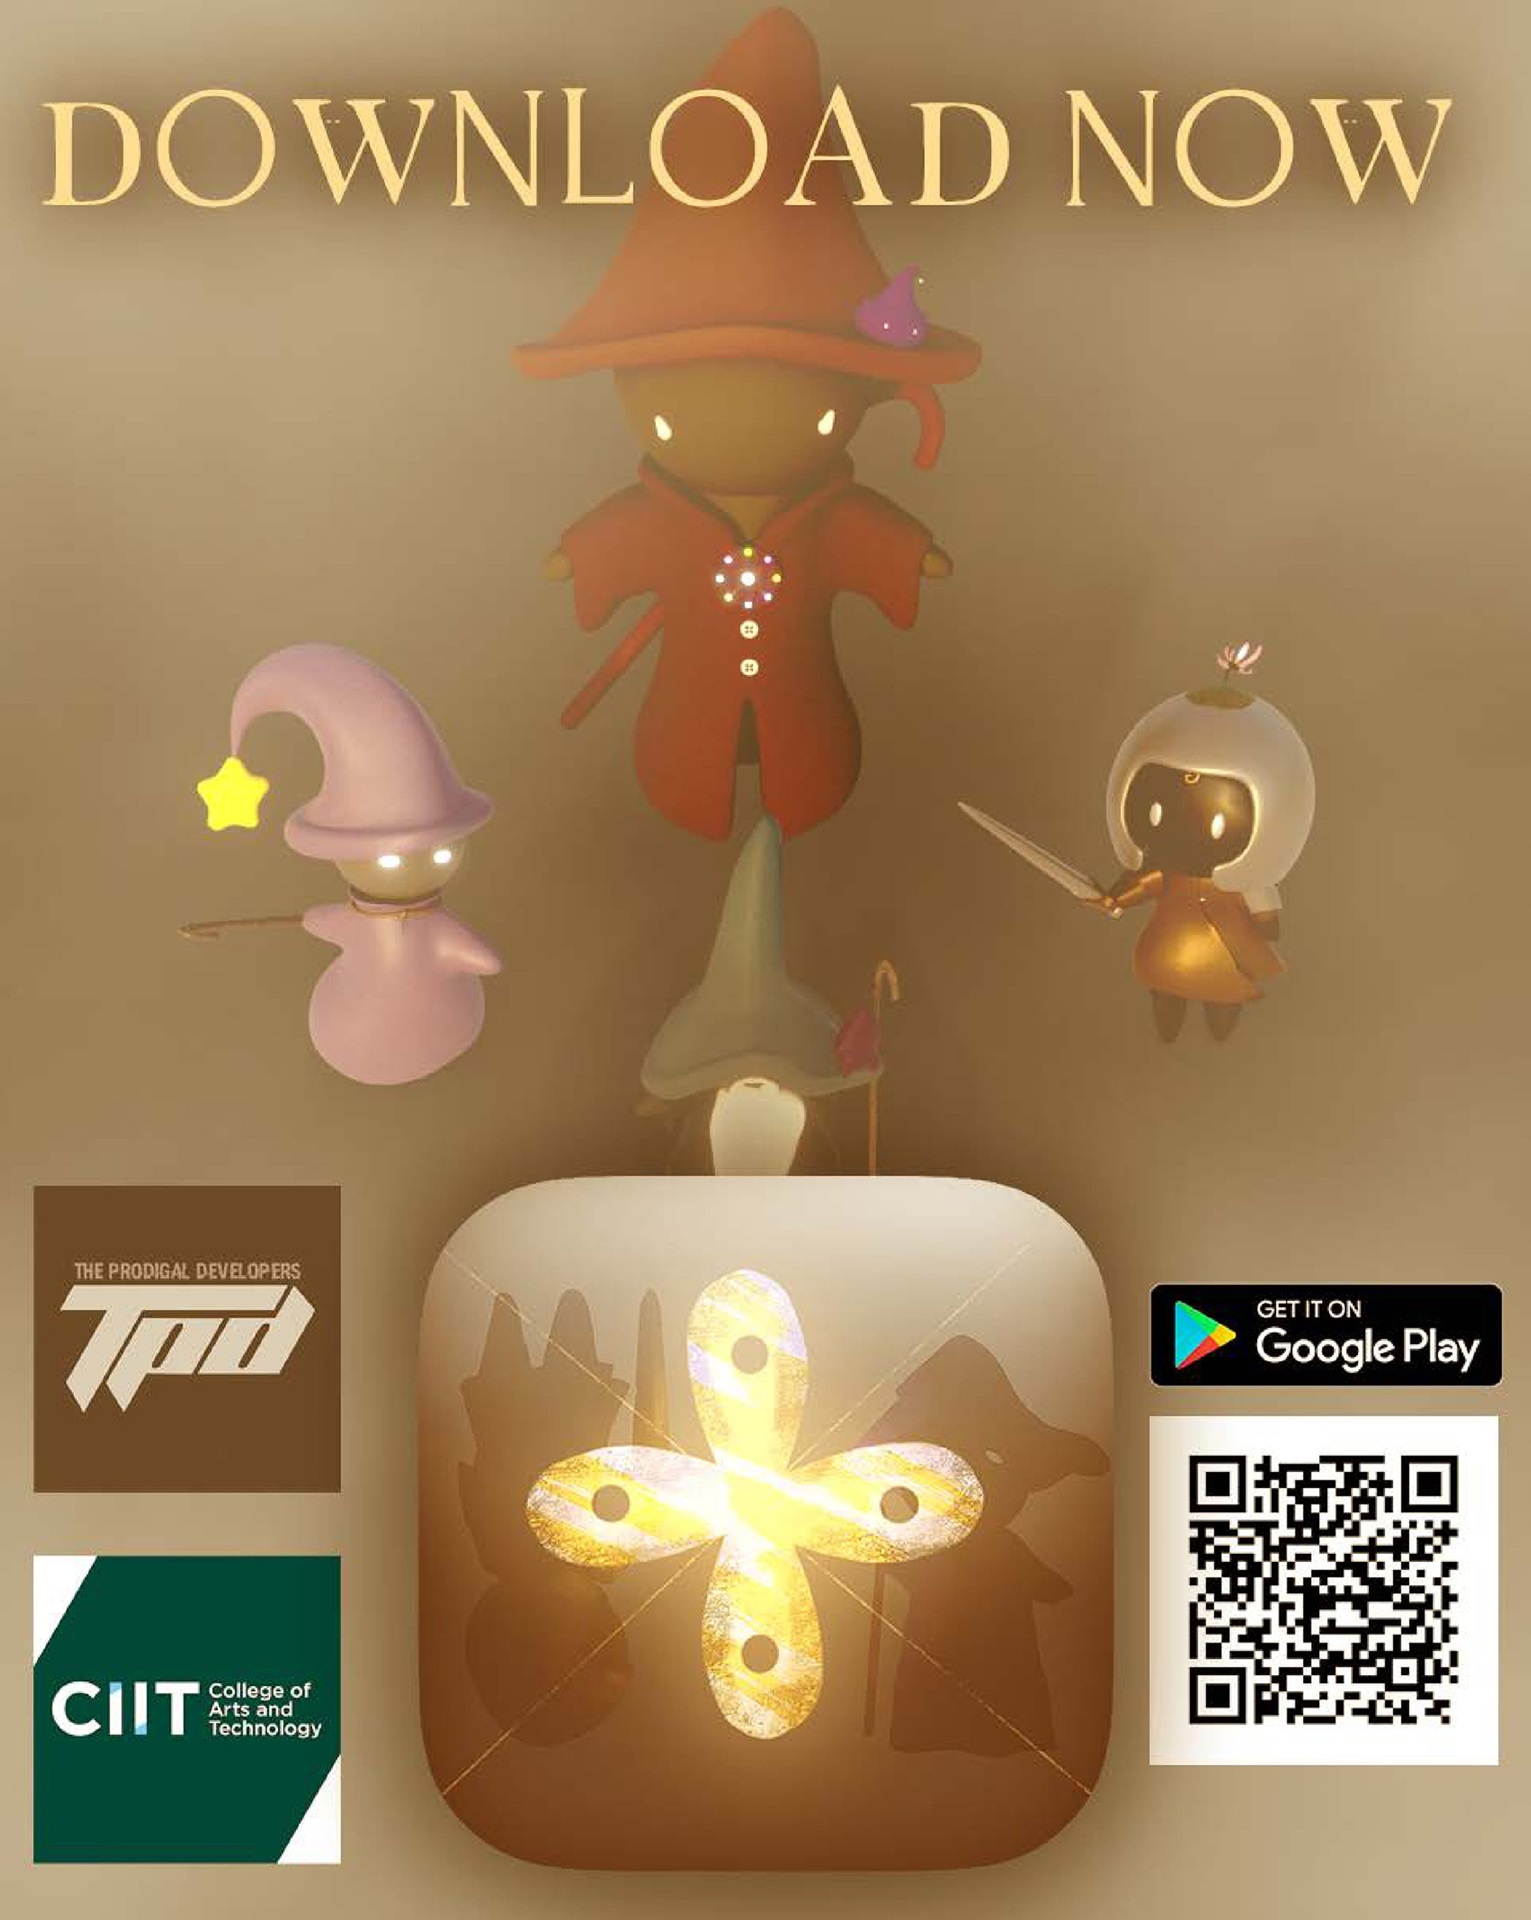 DOWNLOAD NOW
THE PRODIGAL DEVELOPERS
Tpd
GET IT ON
Google Play
CIIT College of
Arts and
Technology